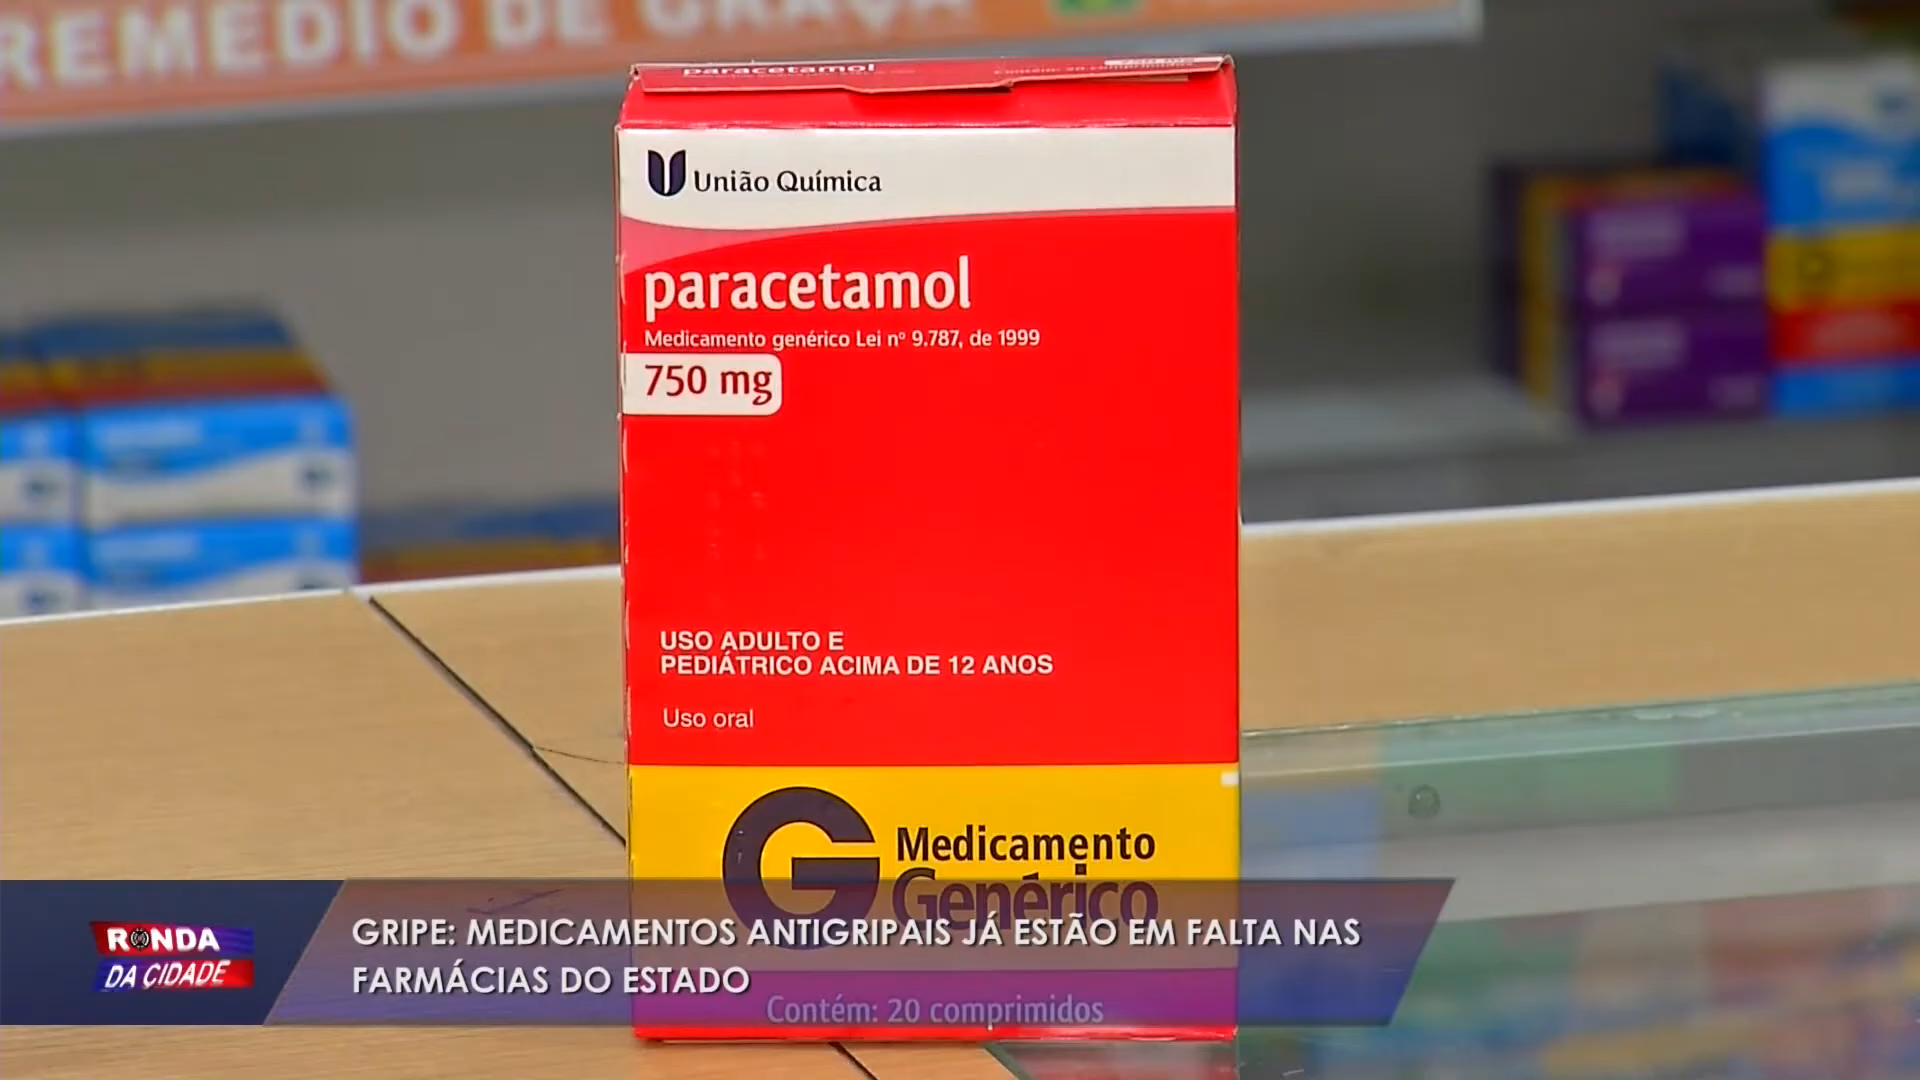 REMÉDIO DE GRAÇA
paracetamol
União Química
paracetamol
Medicamento genérico Lei nº 9.787, de 1999
750 mg
USO ADULTO E
PEDIÁTRICO ACIMA DE 12 ANOS
Uso oral
G Medicamento
Genérico
RONDA
DA CIDADE
GRIPE: MEDICAMENTOS ANTIGRIPAIS JÁ ESTÃO EM FALTA NAS
FARMÁCIAS DO ESTADO
Contém: 20 comprimidos